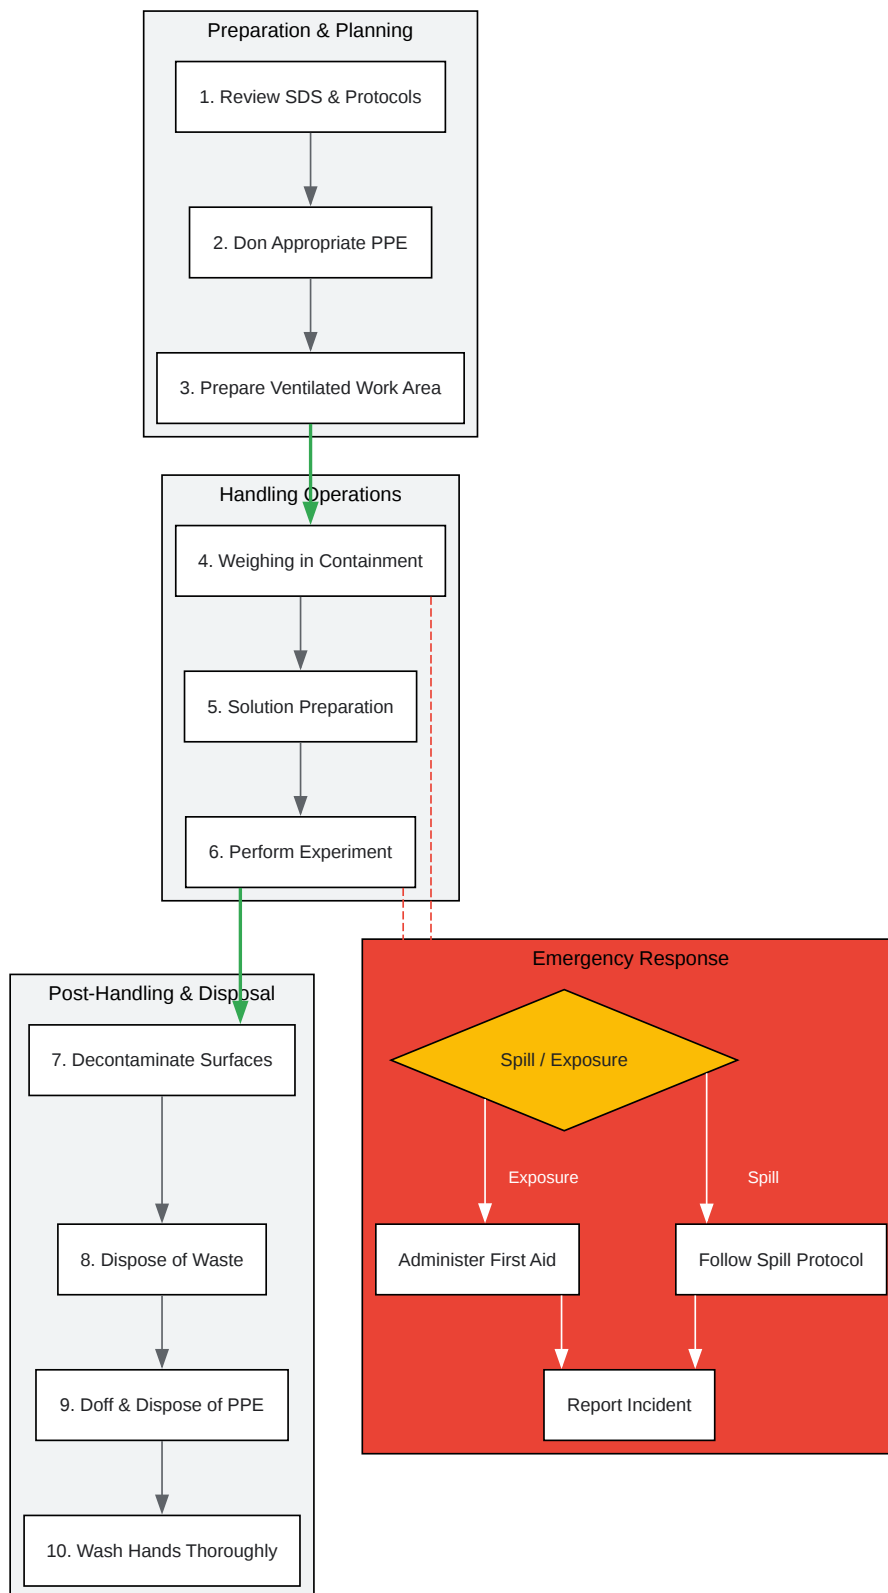 Preparation & Planning
1. Review SDS & Protocols
2. Don Appropriate PPE
3. Prepare Ventilated Work Area
Handling Operations
4. Weighing in Containment
5. Solution Preparation
6. Perform Experiment
Post-Handling & Disposal
7. Decontaminate Surfaces
8. Dispose of Waste
9. Doff & Dispose of PPE
10. Wash Hands Thoroughly
Emergency Response
Spill / Exposure
Exposure
Spill
Administer First Aid
Follow Spill Protocol
Report Incident